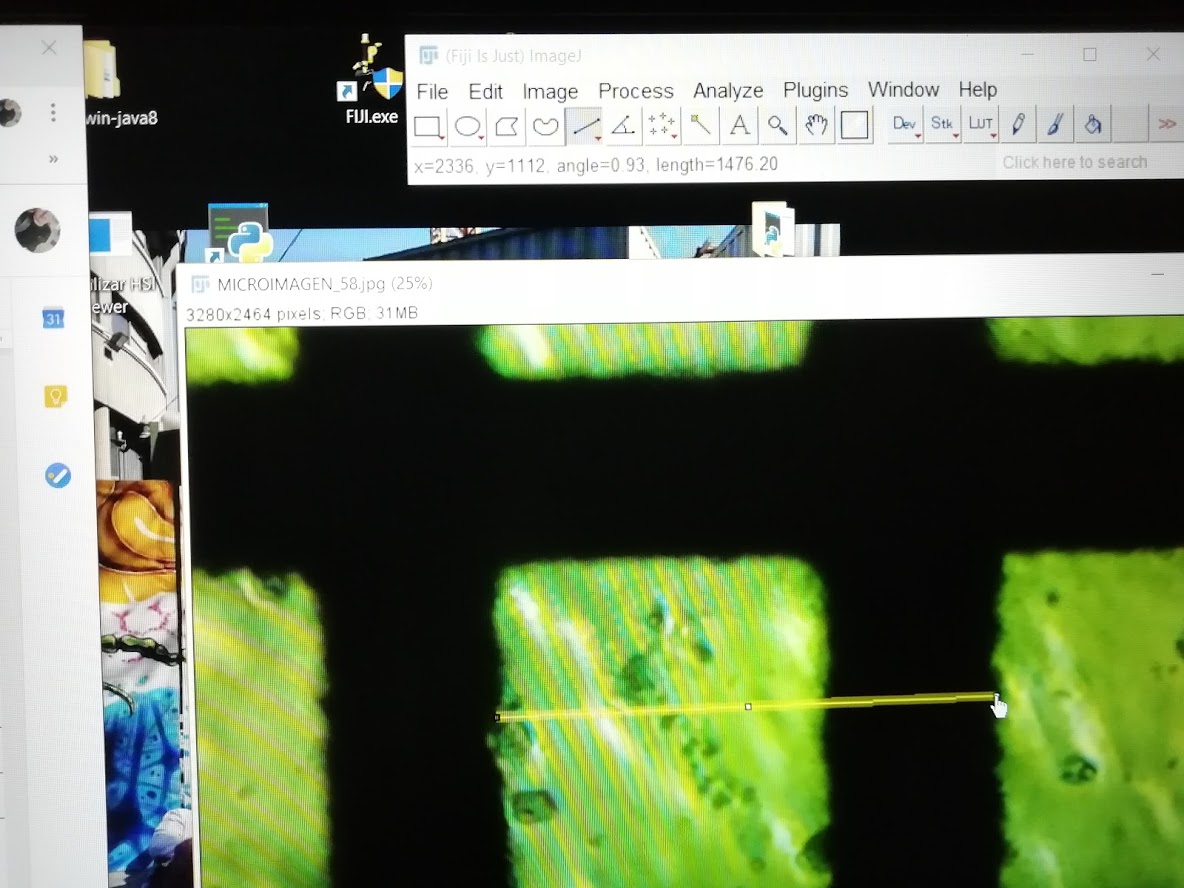 (Fiji Is Just) ImageJ
File Edit Image Process Analyze Plugins Window Help
Dev Stk LUT >>
x=2336, y=1112, angle=0.93, length=1476.20
Click here to search
FIJI.exe
win-java8
MICROIMAGEN_58.jpg (25%)
3280x2464 pixels; RGB; 31MB
ilizar HSI
ewer
31
A